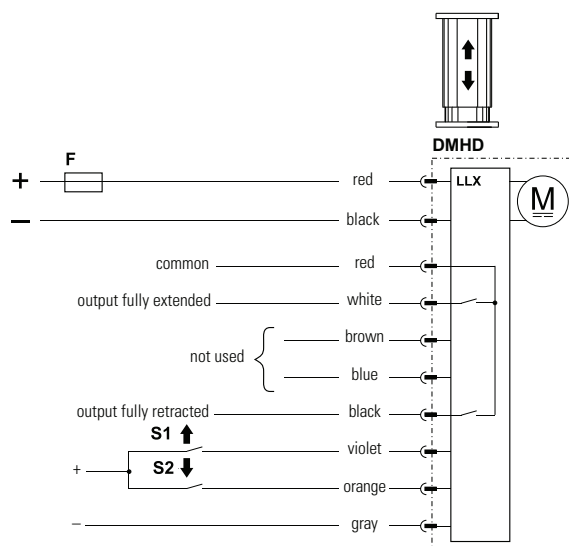 DMHD
F
+ red LLX
M
− black
common red
output fully extended white
brown
not used
blue
output fully retracted black
S1 violet
+ S2
orange
− gray